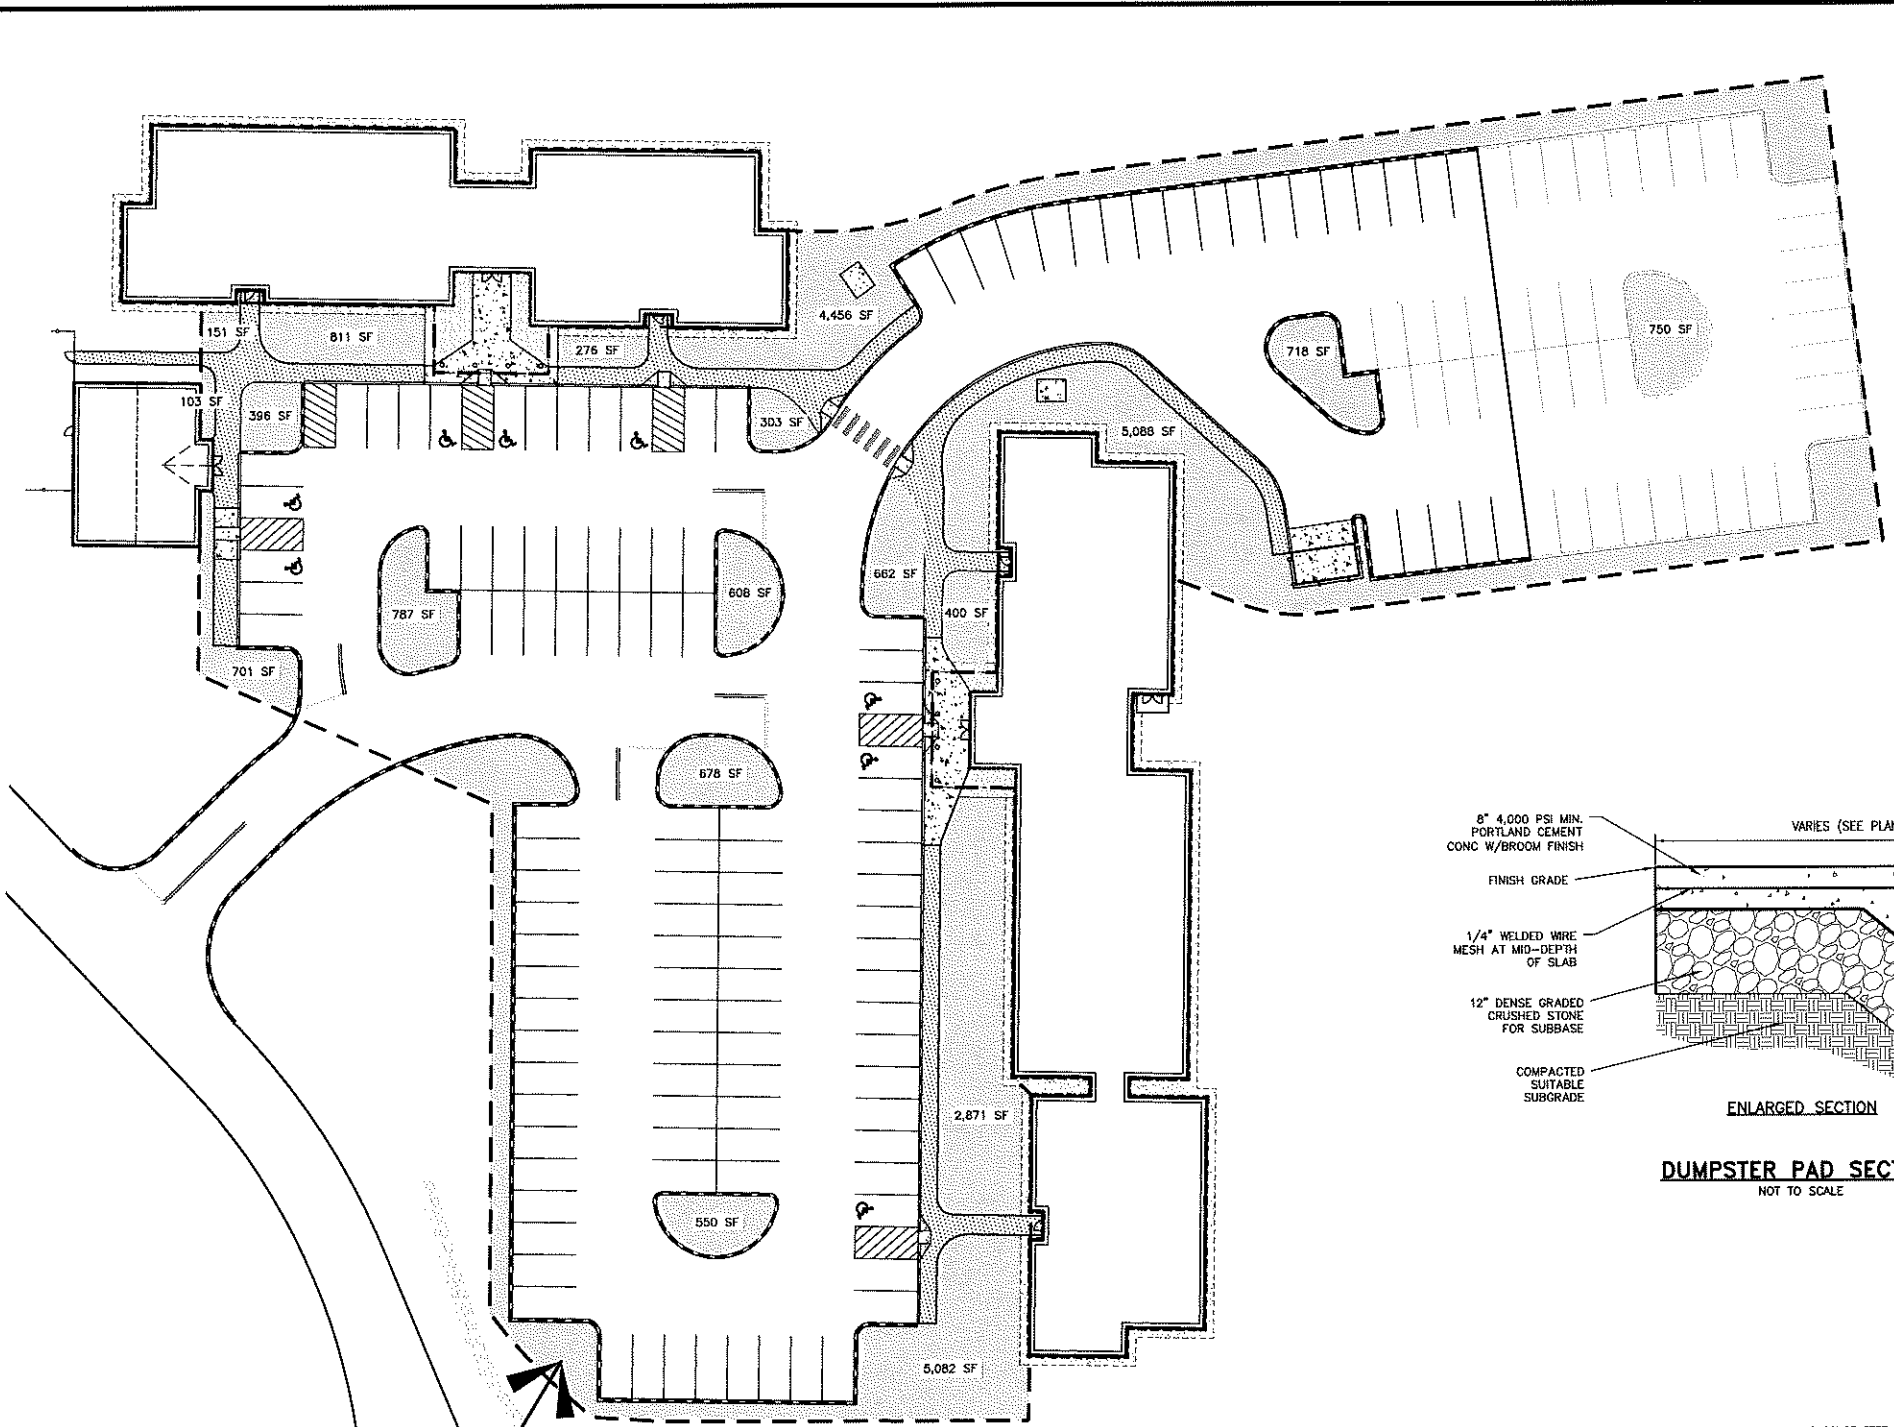 4,456 SF
151 SF
811 SF
276 SF
718 SF
750 SF
103 SF
396 SF
303 SF
5,088 SF
662 SF
400 SF
787 SF
608 SF
701 SF
678 SF
2,871 SF
550 SF
5,082 SF
8" 4,000 PSI MIN.
PORTLAND CEMENT
CONC W/BROOM FINISH
VARIES (SEE PLAN
FINISH GRADE
1/4" WELDED WIRE
MESH AT MID-DEPTH
OF SLAB
12" DENSE GRADED
CRUSHED STONE
FOR SUBBASE
COMPACTED
SUITABLE
SUBGRADE
ENLARGED SECTION
DUMPSTER PAD SECT
NOT TO SCALE